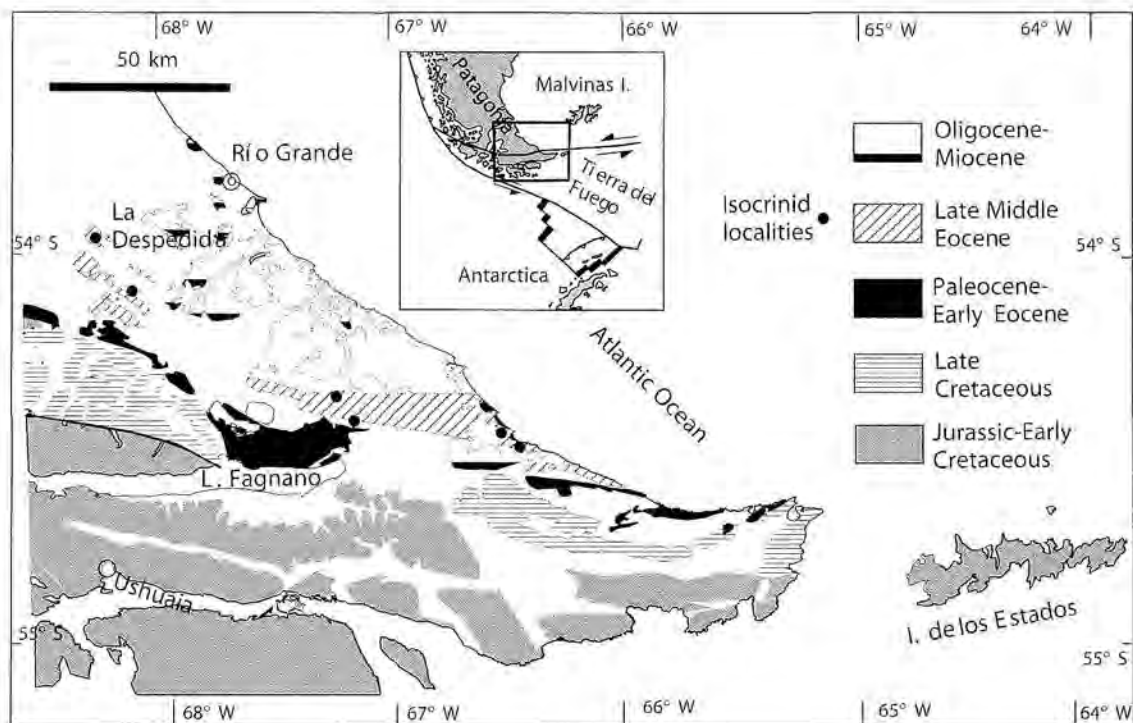 68° W
67° W
66° W
65° W
64° W
50 km
Río Grande
La
Despedida
54° S
Patagonia
Malvinas I.
Tierra del
Fuego
Antarctica
Atlantic Ocean
Isocrinid
localities
Oligocene-
Miocene
Late Middle
Eocene
Paleocene-
Early Eocene
Late
Cretaceous
Jurassic-Early
Cretaceous
54° S
L. Fagnano
Ushuaia
I. de los Estados
55° S
55° S
68° W
67° W
66° W
65° W
64° W